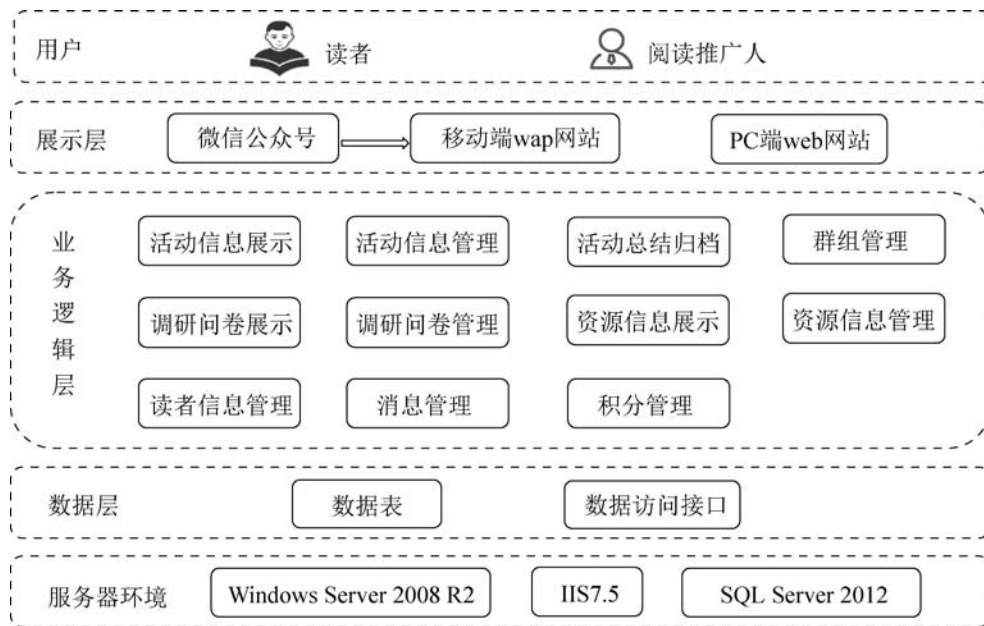 用户 读者 阅读推广人
展示层 微信公众号 移动端wap网站 PC端web网站
业务逻辑层
活动信息展示 活动信息管理 活动总结归档 群组管理
调研问卷展示 调研问卷管理 资源信息展示 资源信息管理
读者信息管理 消息管理 积分管理
数据层 数据表 数据访问接口
服务器环境 Windows Server 2008 R2 IIS7.5 SQL Server 2012